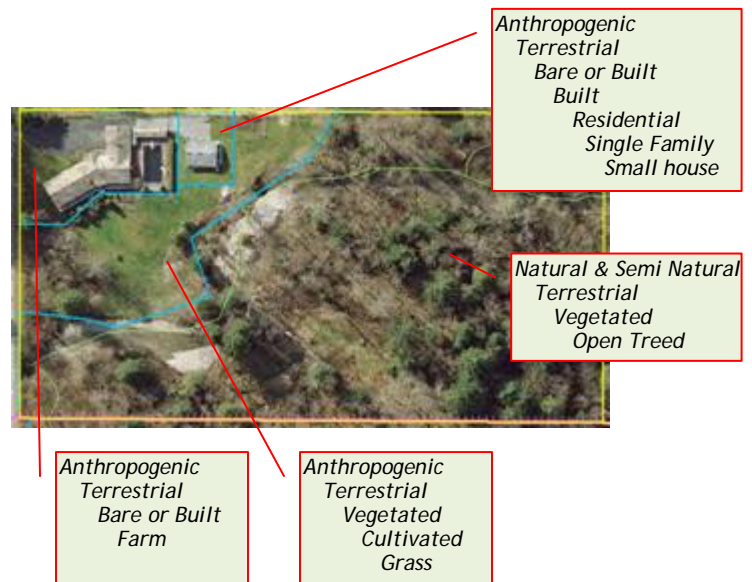 Anthropogenic
Terrestrial
Bare or Built
Built
Residential
Single Family
Small house
Natural & Semi Natural
Terrestrial
Vegetated
Open Treed
Anthropogenic
Terrestrial
Bare or Built
Farm
Anthropogenic
Terrestrial
Vegetated
Cultivated
Grass